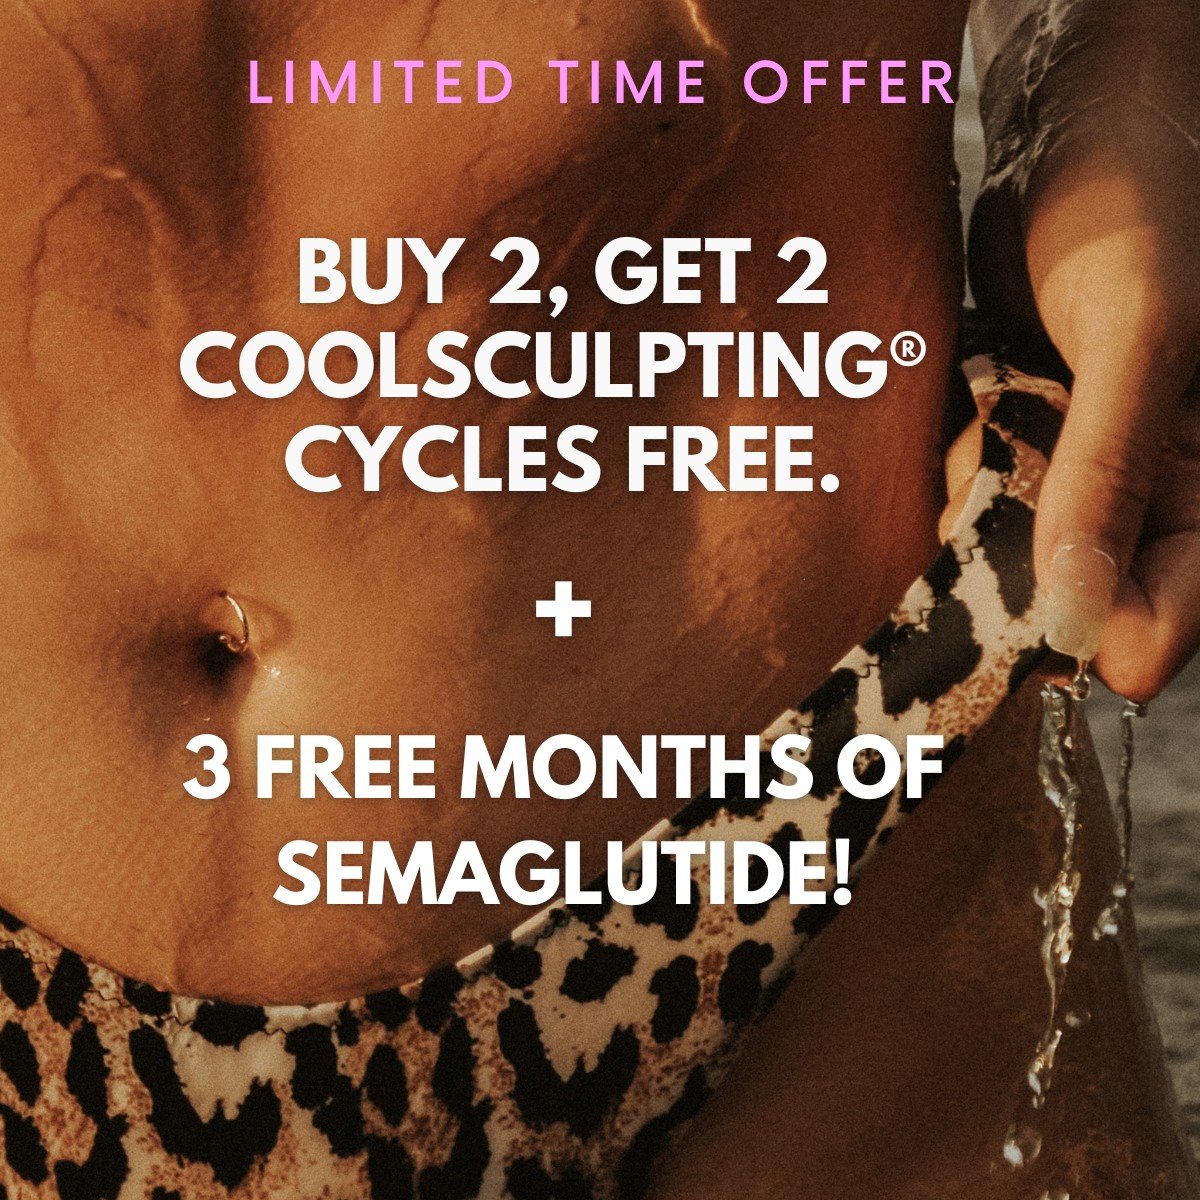 LIMITED TIME OFFER
BUY 2, GET 2
COOLSCULPTING®
CYCLES FREE.
+
3 FREE MONTHS OF
SEMAGLUTIDE!